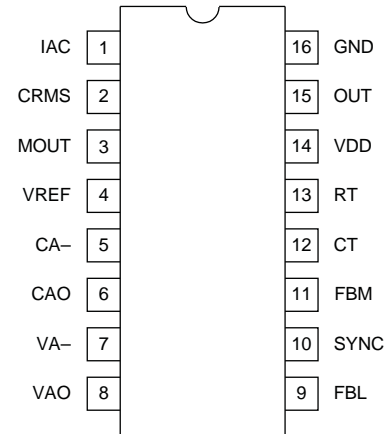 IAC 1 16 GND
CRMS 2 15 OUT
MOUT 3 14 VDD
VREF 4 13 RT
CA– 5 12 CT
CAO 6 11 FBM
VA– 7 10 SYNC
VAO 8 9 FBL